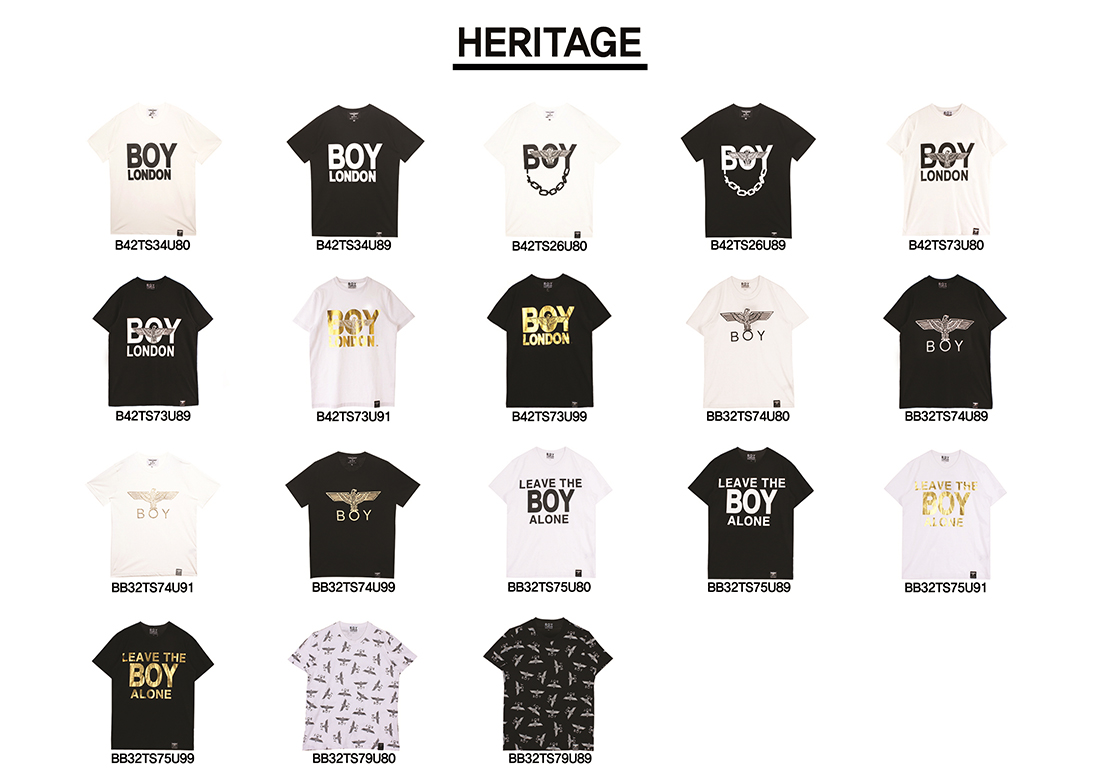 HERITAGE
BOY
LONDON
B42TS34U80
BOY
LONDON
B42TS34U89
BOY
B42TS26U80
BOY
B42TS26U89
BOY
LONDON
B42TS73U80
BOY
LONDON
B42TS73U89
BOY
LONDON
B42TS73U91
BOY
LONDON
B42TS73U99
BOY
BB32TS74U80
BOY
BB32TS74U89
BOY
BB32TS74U91
BOY
BB32TS74U99
LEAVE THE
BOY
ALONE
BB32TS75U80
LEAVE THE
BOY
ALONE
BB32TS75U89
LEAVE THE
BOY
ALONE
BB32TS75U91
LEAVE THE
BOY
ALONE
BB32TS75U99
BB32TS79U80
BB32TS79U89